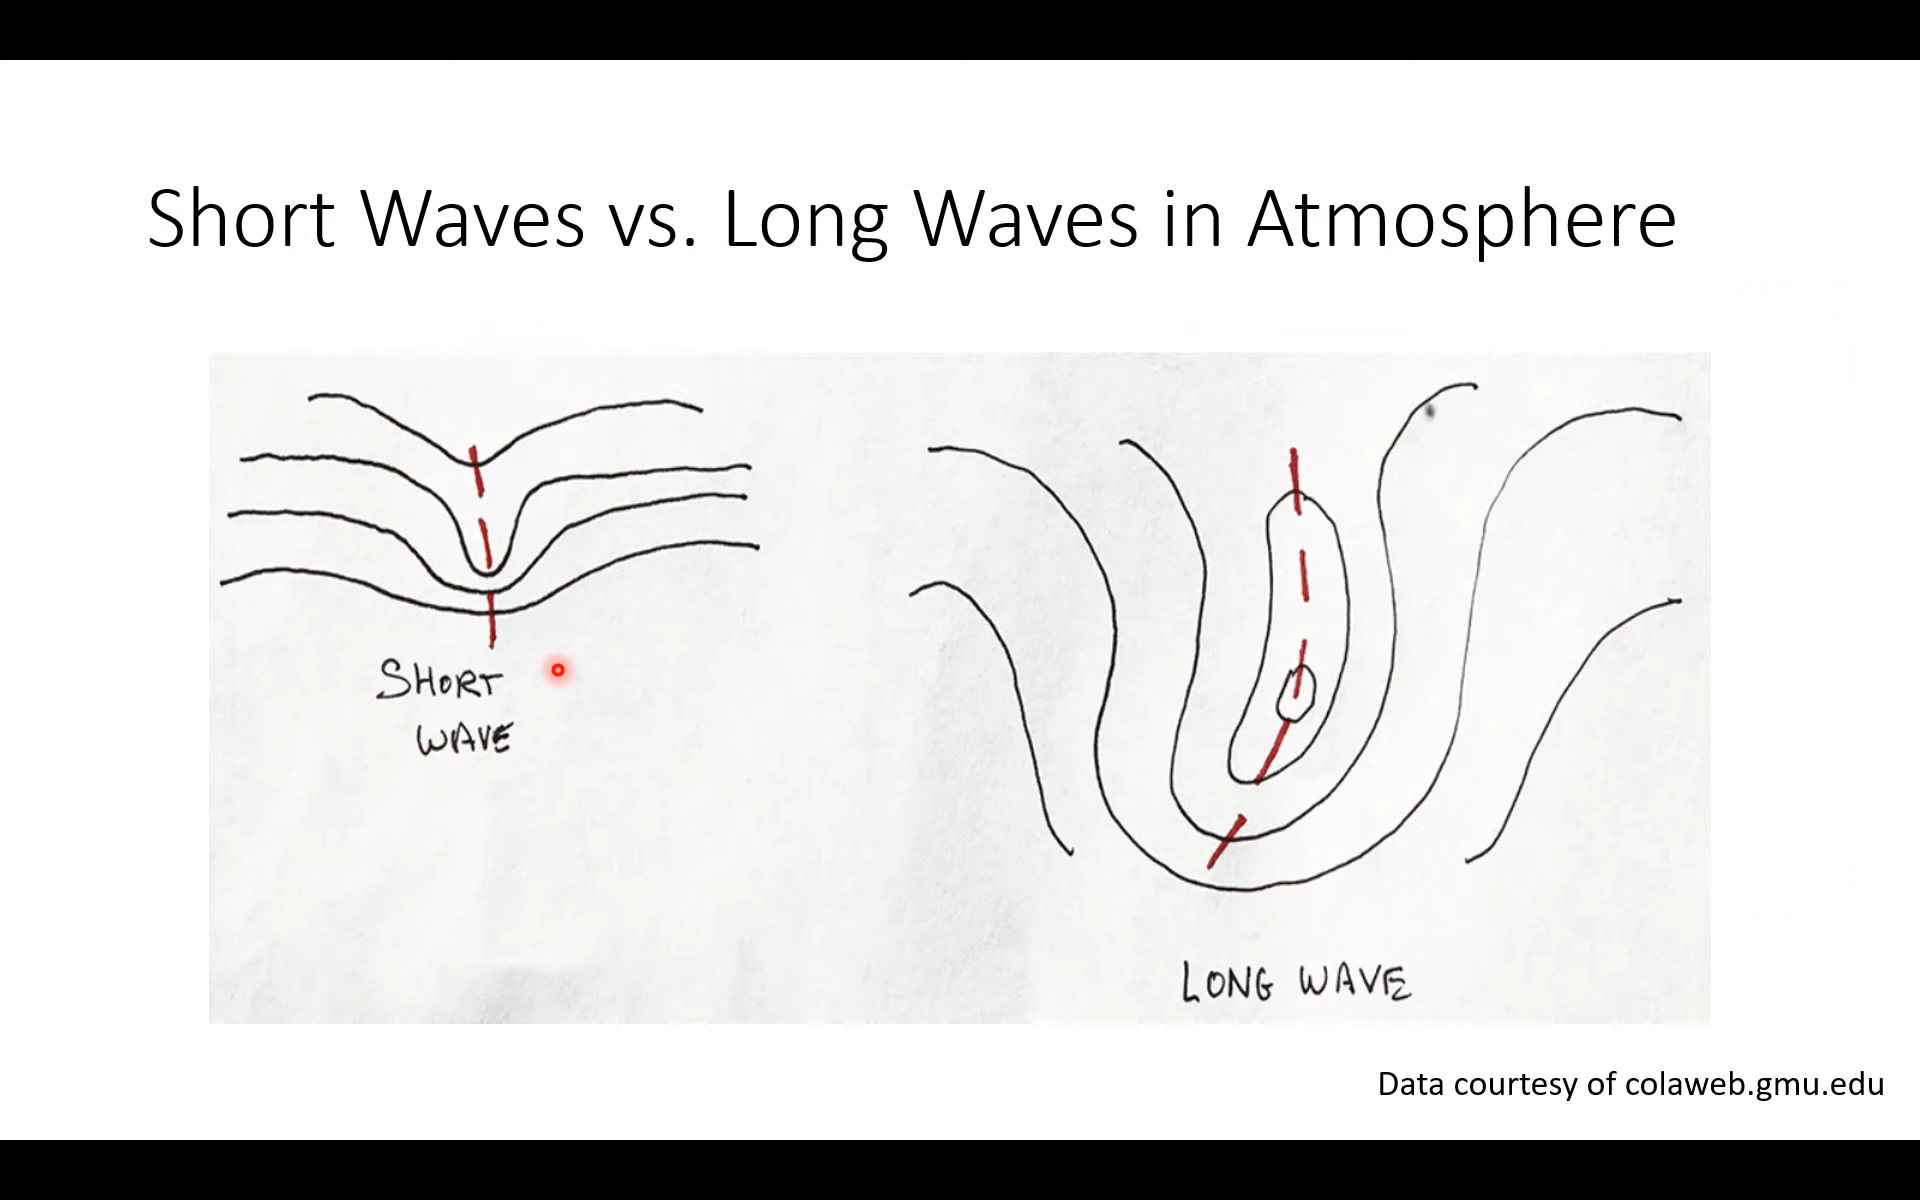 Short Waves vs. Long Waves in Atmosphere
SHORT
WAVE
LONG WAVE
Data courtesy of colaweb.gmu.edu